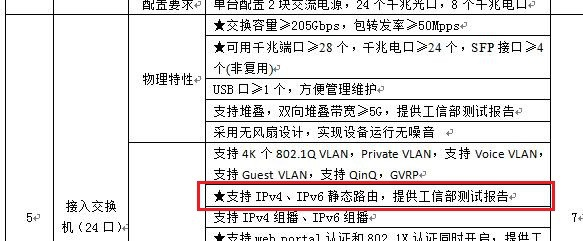 配置要求
单台配置 2 块交流电源，24 个千兆光口，8 个千兆电口
★交换容量≥205Gbps，包转发率≥50Mpps
★可用千兆端口≥28 个，千兆电口≥24 个，SFP 接口≥4
个(非复用)
物理特性
USB 口≥1 个，方便管理维护
支持堆叠，双向堆叠带宽≥5G，提供工信部测试报告
采用无风扇设计，实现设备运行无噪音
支持 4K 个 802.1Q VLAN，Private VLAN，支持 Voice VLAN，
支持 Guest VLAN，支持 QinQ，GVRP
★支持 IPv4、IPv6 静态路由，提供工信部测试报告
5
接入交换
机（24 口）
支持 IPv4 组播、IPv6 组播
7
★支持 web portal 认证和 802.1X 认证同时开启，提供工